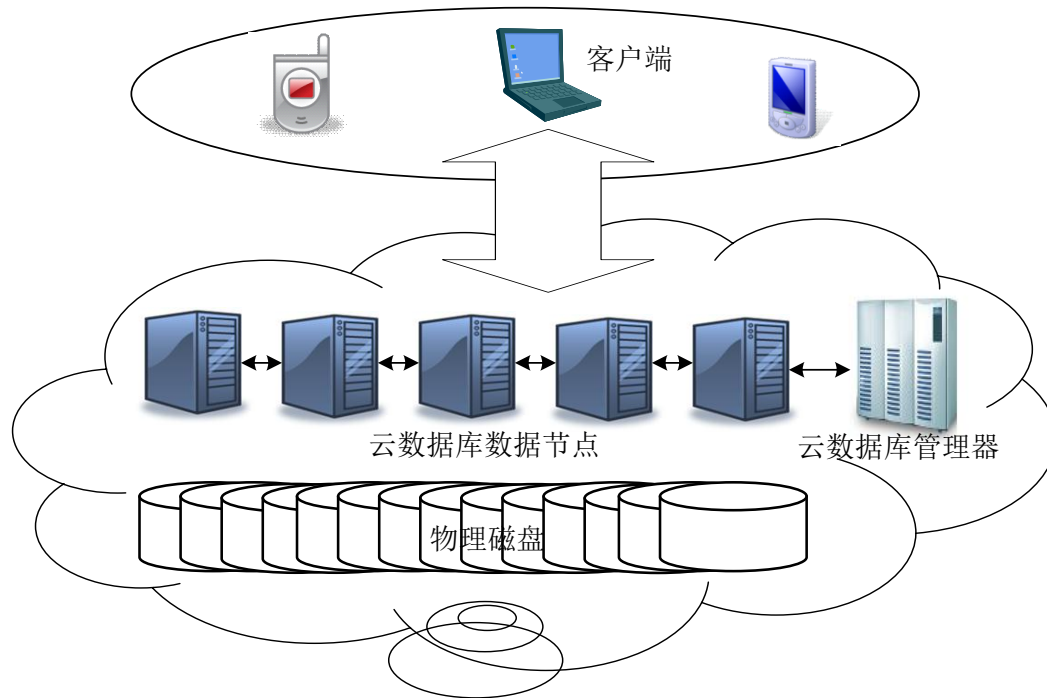 客户端
云数据库数据节点
云数据库管理器
物理磁盘